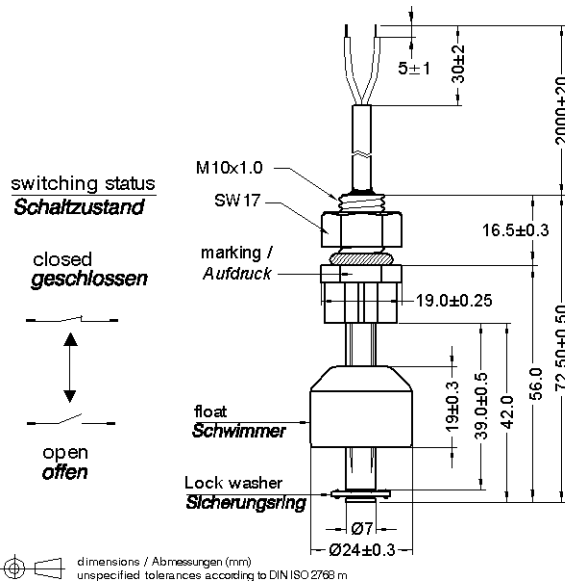 5±1
30±2
2000+20
M10x1.0
SW 17
switching status
Schaltzustand
16.5±0.3
marking /
Aufdruck
closed
geschlossen
19.0±0.25
72.50±0.50
56.0
42.0
39.0±0.5
19±0.3
float
Schwimmer
open
offen
Lock washer
Sicherungsring
Ø7
Ø24±0.3
dimensions / Abmessungen (mm)
unspecified tolerances according to DIN ISO 2768 m